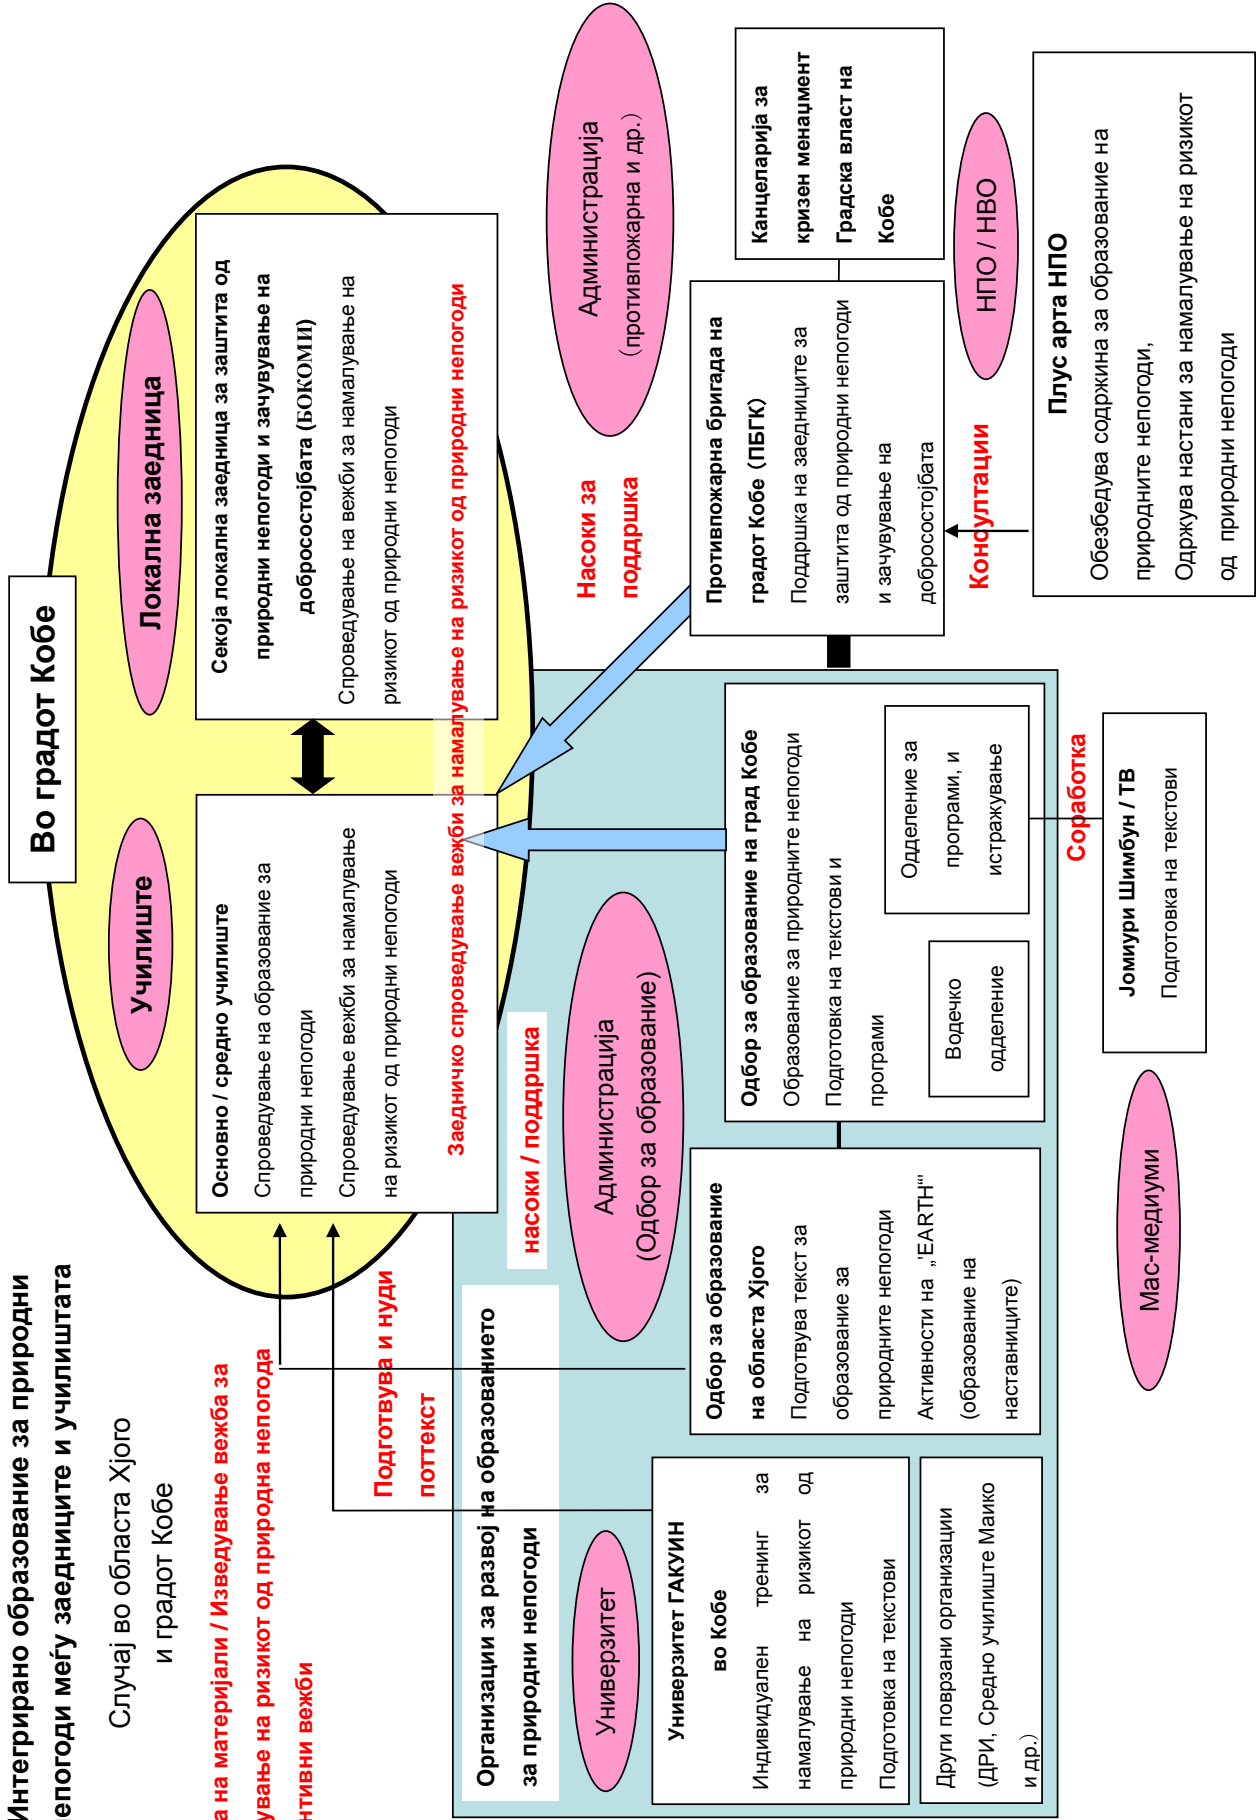 Интегрирано образование за природни
епогоди меѓу заедниците и училиштата
Случај во областа Хјого
и градот Кобе
а на материјали / Изведување вежба за
ување на ризикот од природна непогода
нтивни вежби
Во градот Кобе
Училиште
Локална заедница
Основно / средно училиште
Спроведување на образование за
природни непогоди
Спроведување вежби за намалување
на ризикот од природни непогоди
Секоја локална заедница за заштита од
природни непогоди и зачувување на
добросостојбата (БОКОМИ)
Спроведување на вежби за намалување на
ризикот од природни непогоди
Заедничко спроведување вежби за намалување на ризикот од природни непогоди
Подготвува и нуди
поттекст
насоки / поддршка
Насоки за
поддршка
Администрација
(противпожарна и др.)
Организации за развој на образованието
за природни непогоди
Администрација
(Одбор за образование)
Универзитет
Универзитет ГАКУИН
во Кобе
Индивидуален тренинг за
намалување на ризикот од
природни непогоди
Подготовка на текстови
Други поврзани организации
(ДРИ, Средно училиште Маико
и др.)
Одбор за образование
на областа Хјого
Подготвува текст за
образование за
природните непогоди
Активности на „'EARTH“'
(образование на
наставниците)
Одбор за образование на град Кобе
Образование за природните непогоди
Подготовка на текстови и
програми
Водечко
одделение
Одделение за
програми, и
истражување
Противпожарна бригада на
градот Кобе (ПБГК)
Поддршка на заедниците за
заштита од природни непогоди
и зачувување на
добросостојбата
Канцеларија за
кризен менаџмент
Градска власт на
Кобе
Консултации
НПО / НВО
Плус арта НПО
Обезбедува содржина за образование на
природните непогоди,
Одржува настани за намалување на ризикот
од природни непогоди
Соработка
Мас-медиуми
Јомиури Шимбун / ТВ
Подготовка на текстови